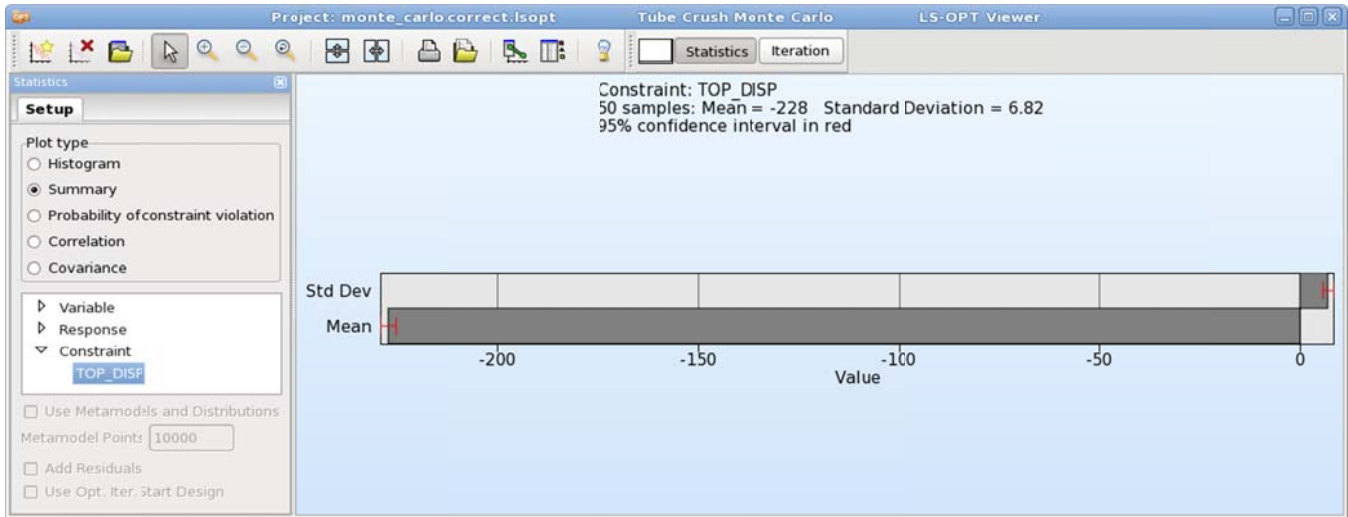 Project: monte_carlo.correct.lsopt Tube Crush Monte Carlo LS-OPT Viewer
Statistics Iteration
Statistics
Setup
Plot type
Histogram
Summary
Probability of constraint violation
Correlation
Covariance
Variable
Response
Constraint
TOP_DISP
Use Metamodels and Distributions
Metamodel Points 10000
Add Residuals
Use Opt. Iter. Start Design
Constraint: TOP_DISP
50 samples: Mean = -228 Standard Deviation = 6.82
95% confidence interval in red
Std Dev
Mean
-200 -150 -100 -50 0
Value